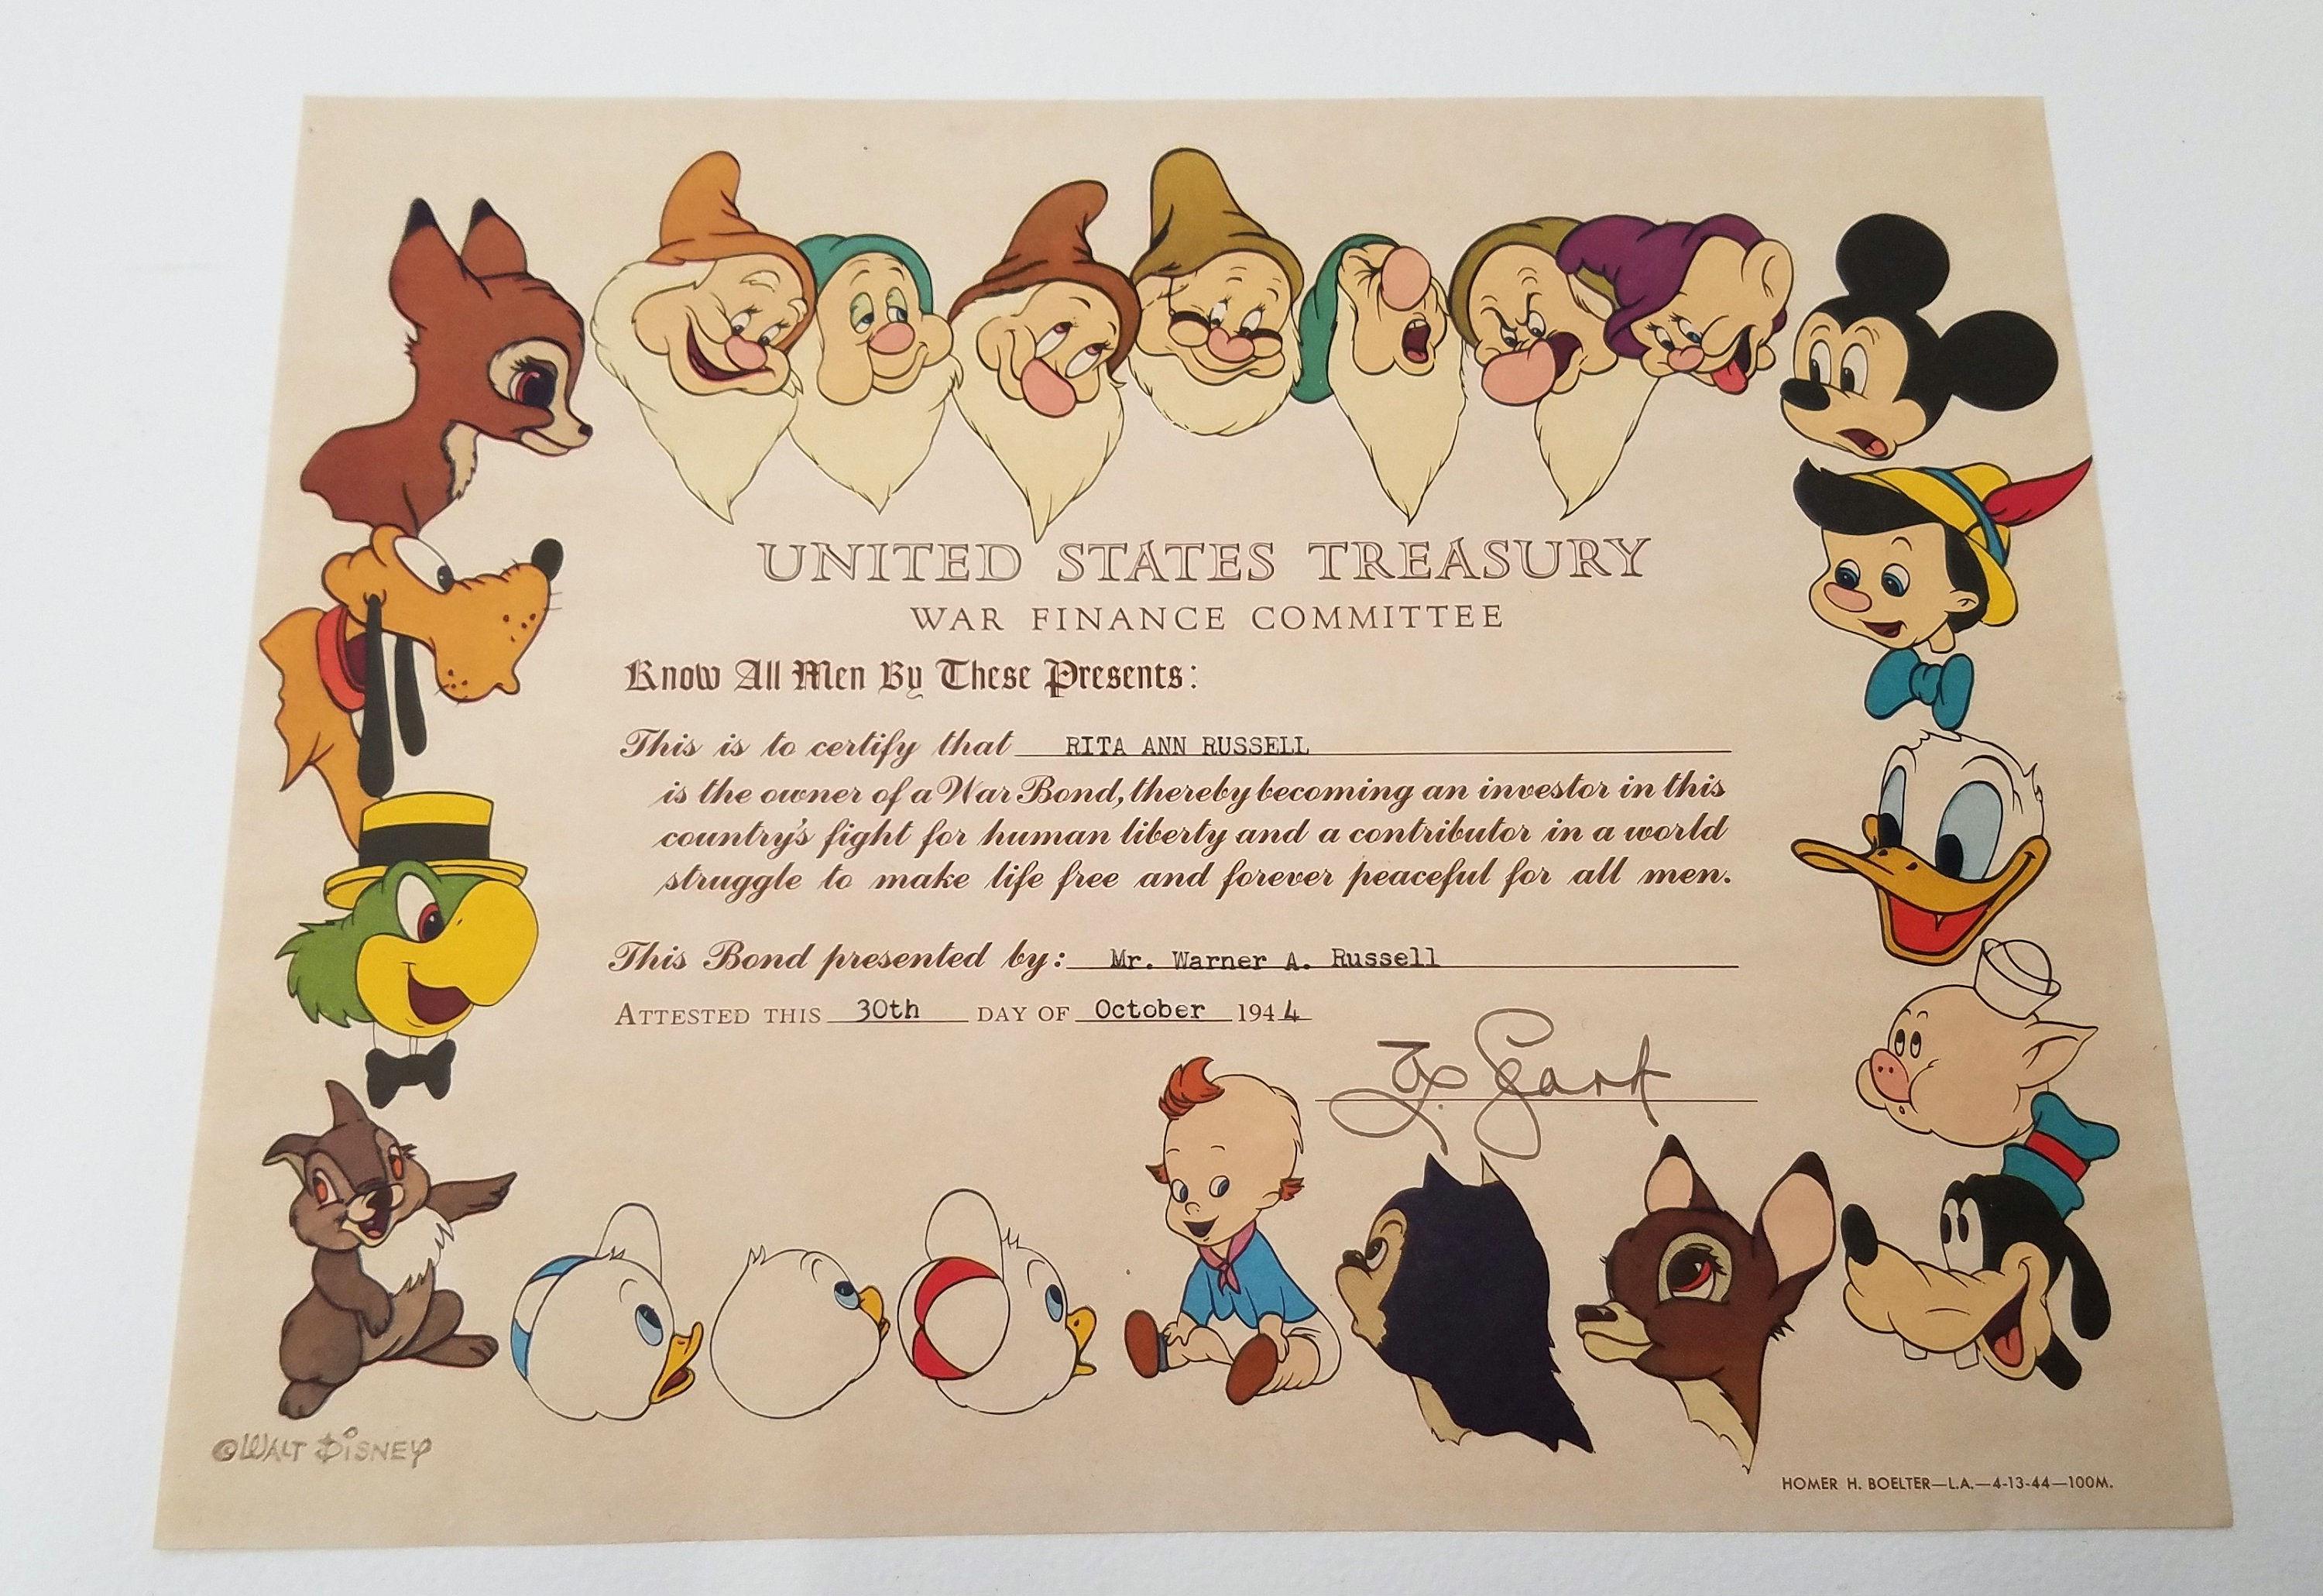 UNITED STATES TREASURY
WAR FINANCE COMMITTEE
Know All Men By These Presents:
This is to certify that RITA ANN RUSSELL
is the owner of a War Bond, thereby becoming an investor in this
country's fight for human liberty and a contributor in a world
struggle to make life free and forever peaceful for all men.
This Bond presented by: Mr. Warner A. Russell
ATTESTED THIS 30th DAY OF October 1944
©WALT DISNEY
HOMER H. BOELTER—L.A.—4-13-44—100M.